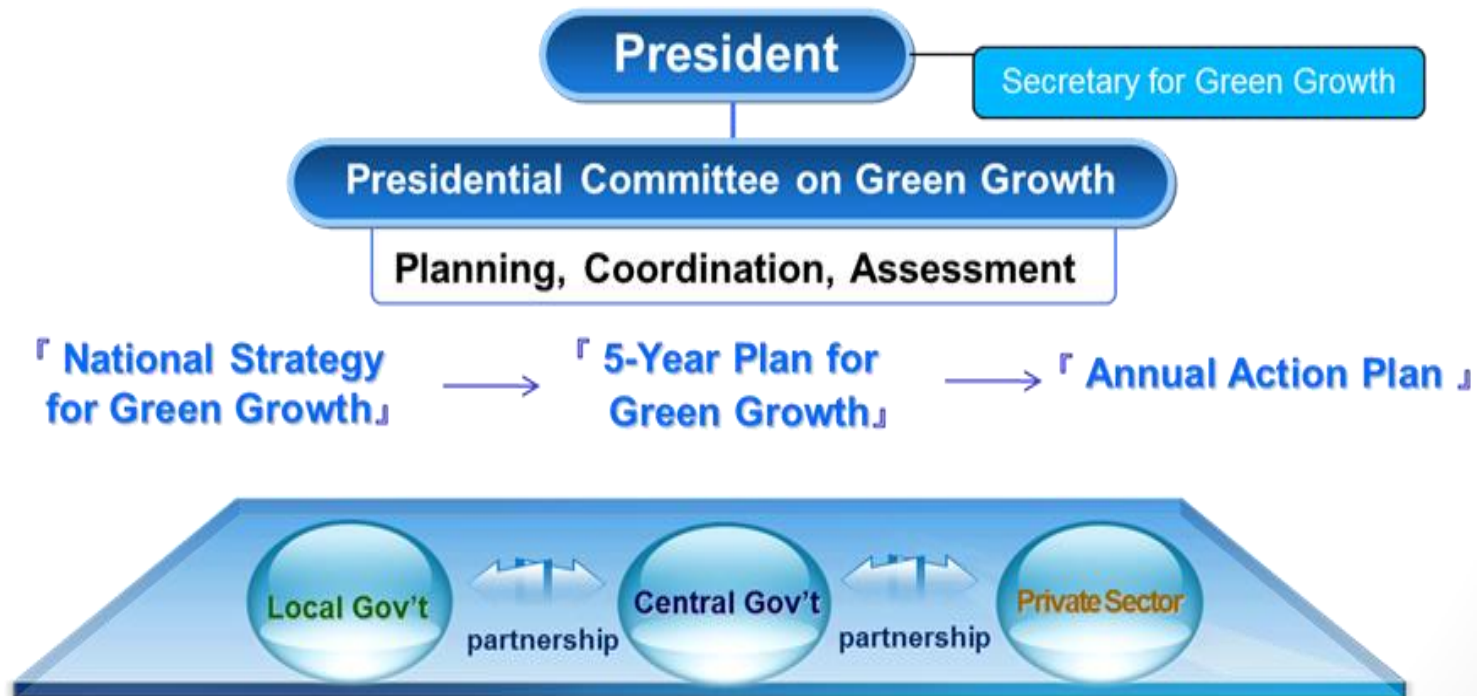 President
Secretary for Green Growth
Presidential Committee on Green Growth
Planning, Coordination, Assessment
『 National Strategy
for Green Growth』
『 5-Year Plan for
Green Growth』
『 Annual Action Plan 』
Local Gov't
partnership
Central Gov't
partnership
Private Sector